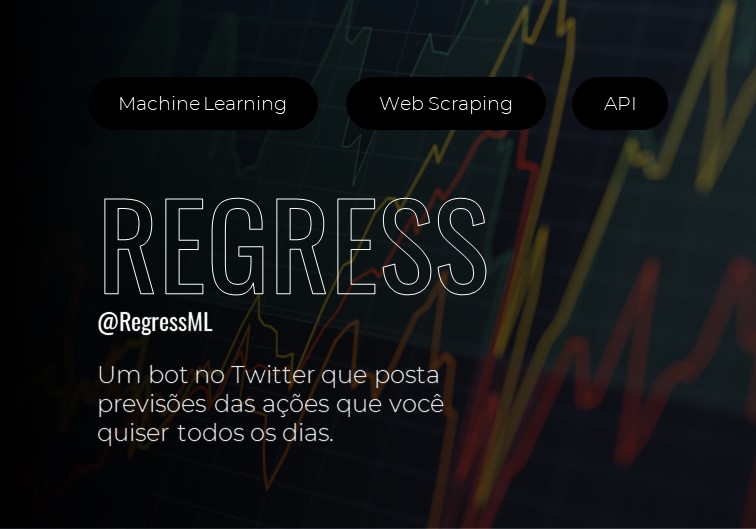 Machine Learning
Web Scraping
API
REGRESS
@RegressML
Um bot no Twitter que posta
previsões das ações que você
quiser todos os dias.